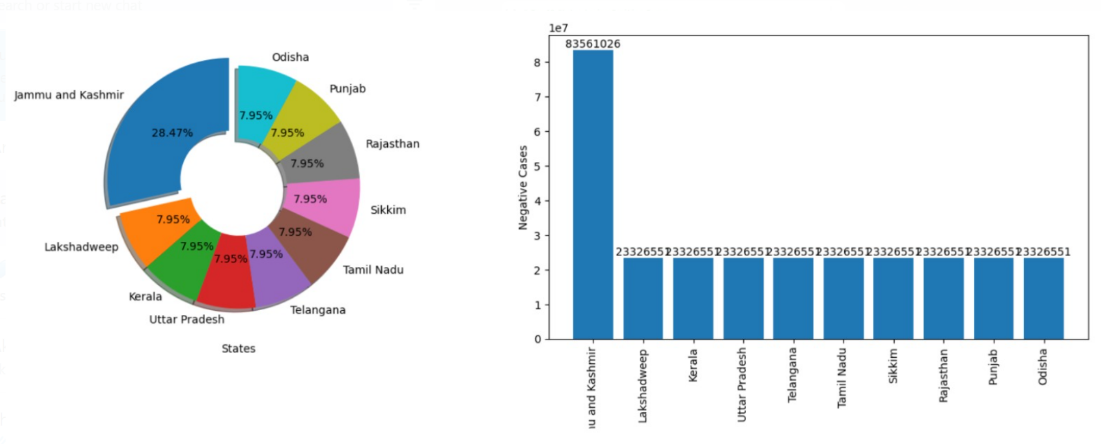 Odisha
Punjab
Jammu and Kashmir
Rajasthan
Sikkim
Tamil Nadu
Telangana
Uttar Pradesh
Kerala
Lakshadweep
28.47%
7.95%
7.95%
7.95%
7.95%
7.95%
7.95%
7.95%
7.95%
7.95%
States
1e7
83561026
8
7
6
5
4
3
2
1
0
Negative Cases
23326551
23326551
23326551
23326551
23326551
23326551
23326551
23326551
23326551
u and Kashmir
Lakshadweep
Kerala
Uttar Pradesh
Telangana
Tamil Nadu
Sikkim
Rajasthan
Punjab
Odisha